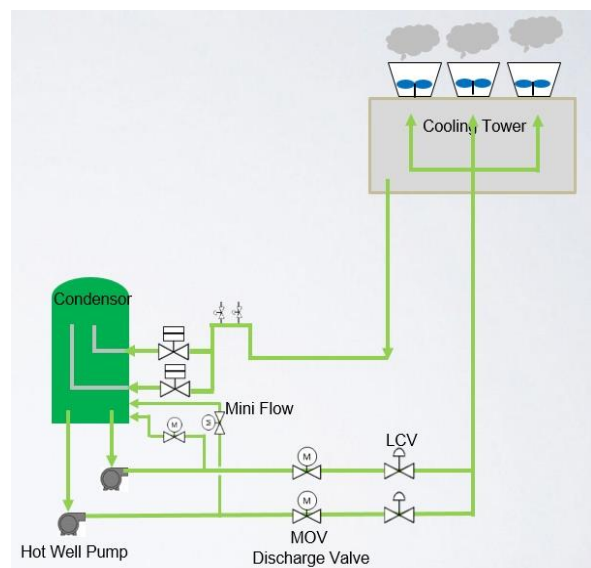 Cooling Tower
Condensor
Mini Flow
M
M
LCV
M
Hot Well Pump
MOV
Discharge Valve